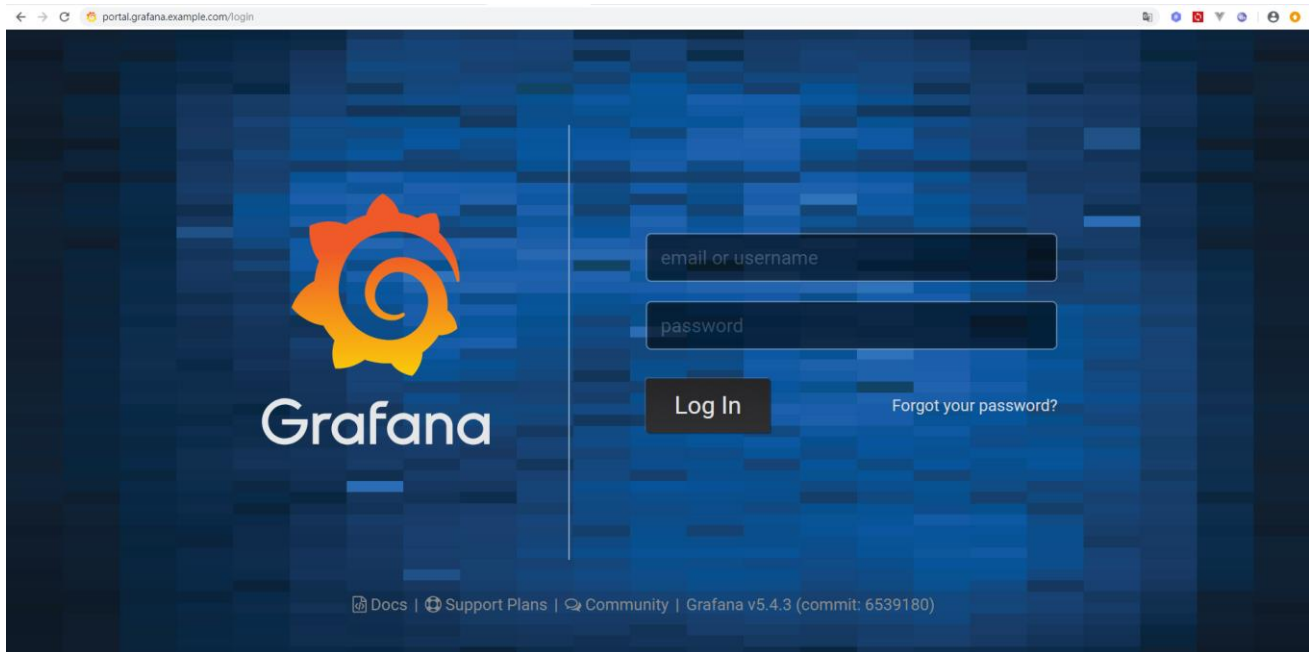 portal.grafana.example.com/login
email or username
password
Log In
Forgot your password?
Grafana
Docs | Support Plans | Community | Grafana v5.4.3 (commit: 6539180)